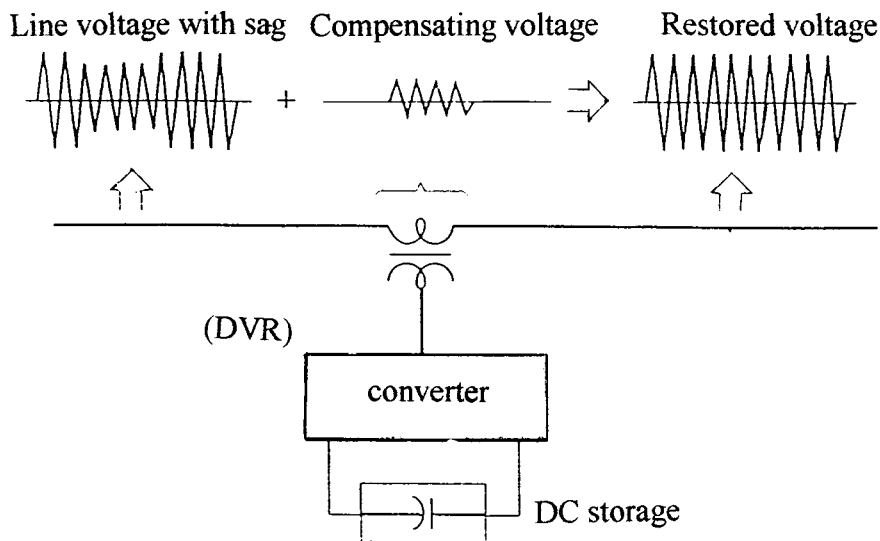 Line voltage with sag
Compensating voltage
Restored voltage
+
(DVR)
converter
DC storage